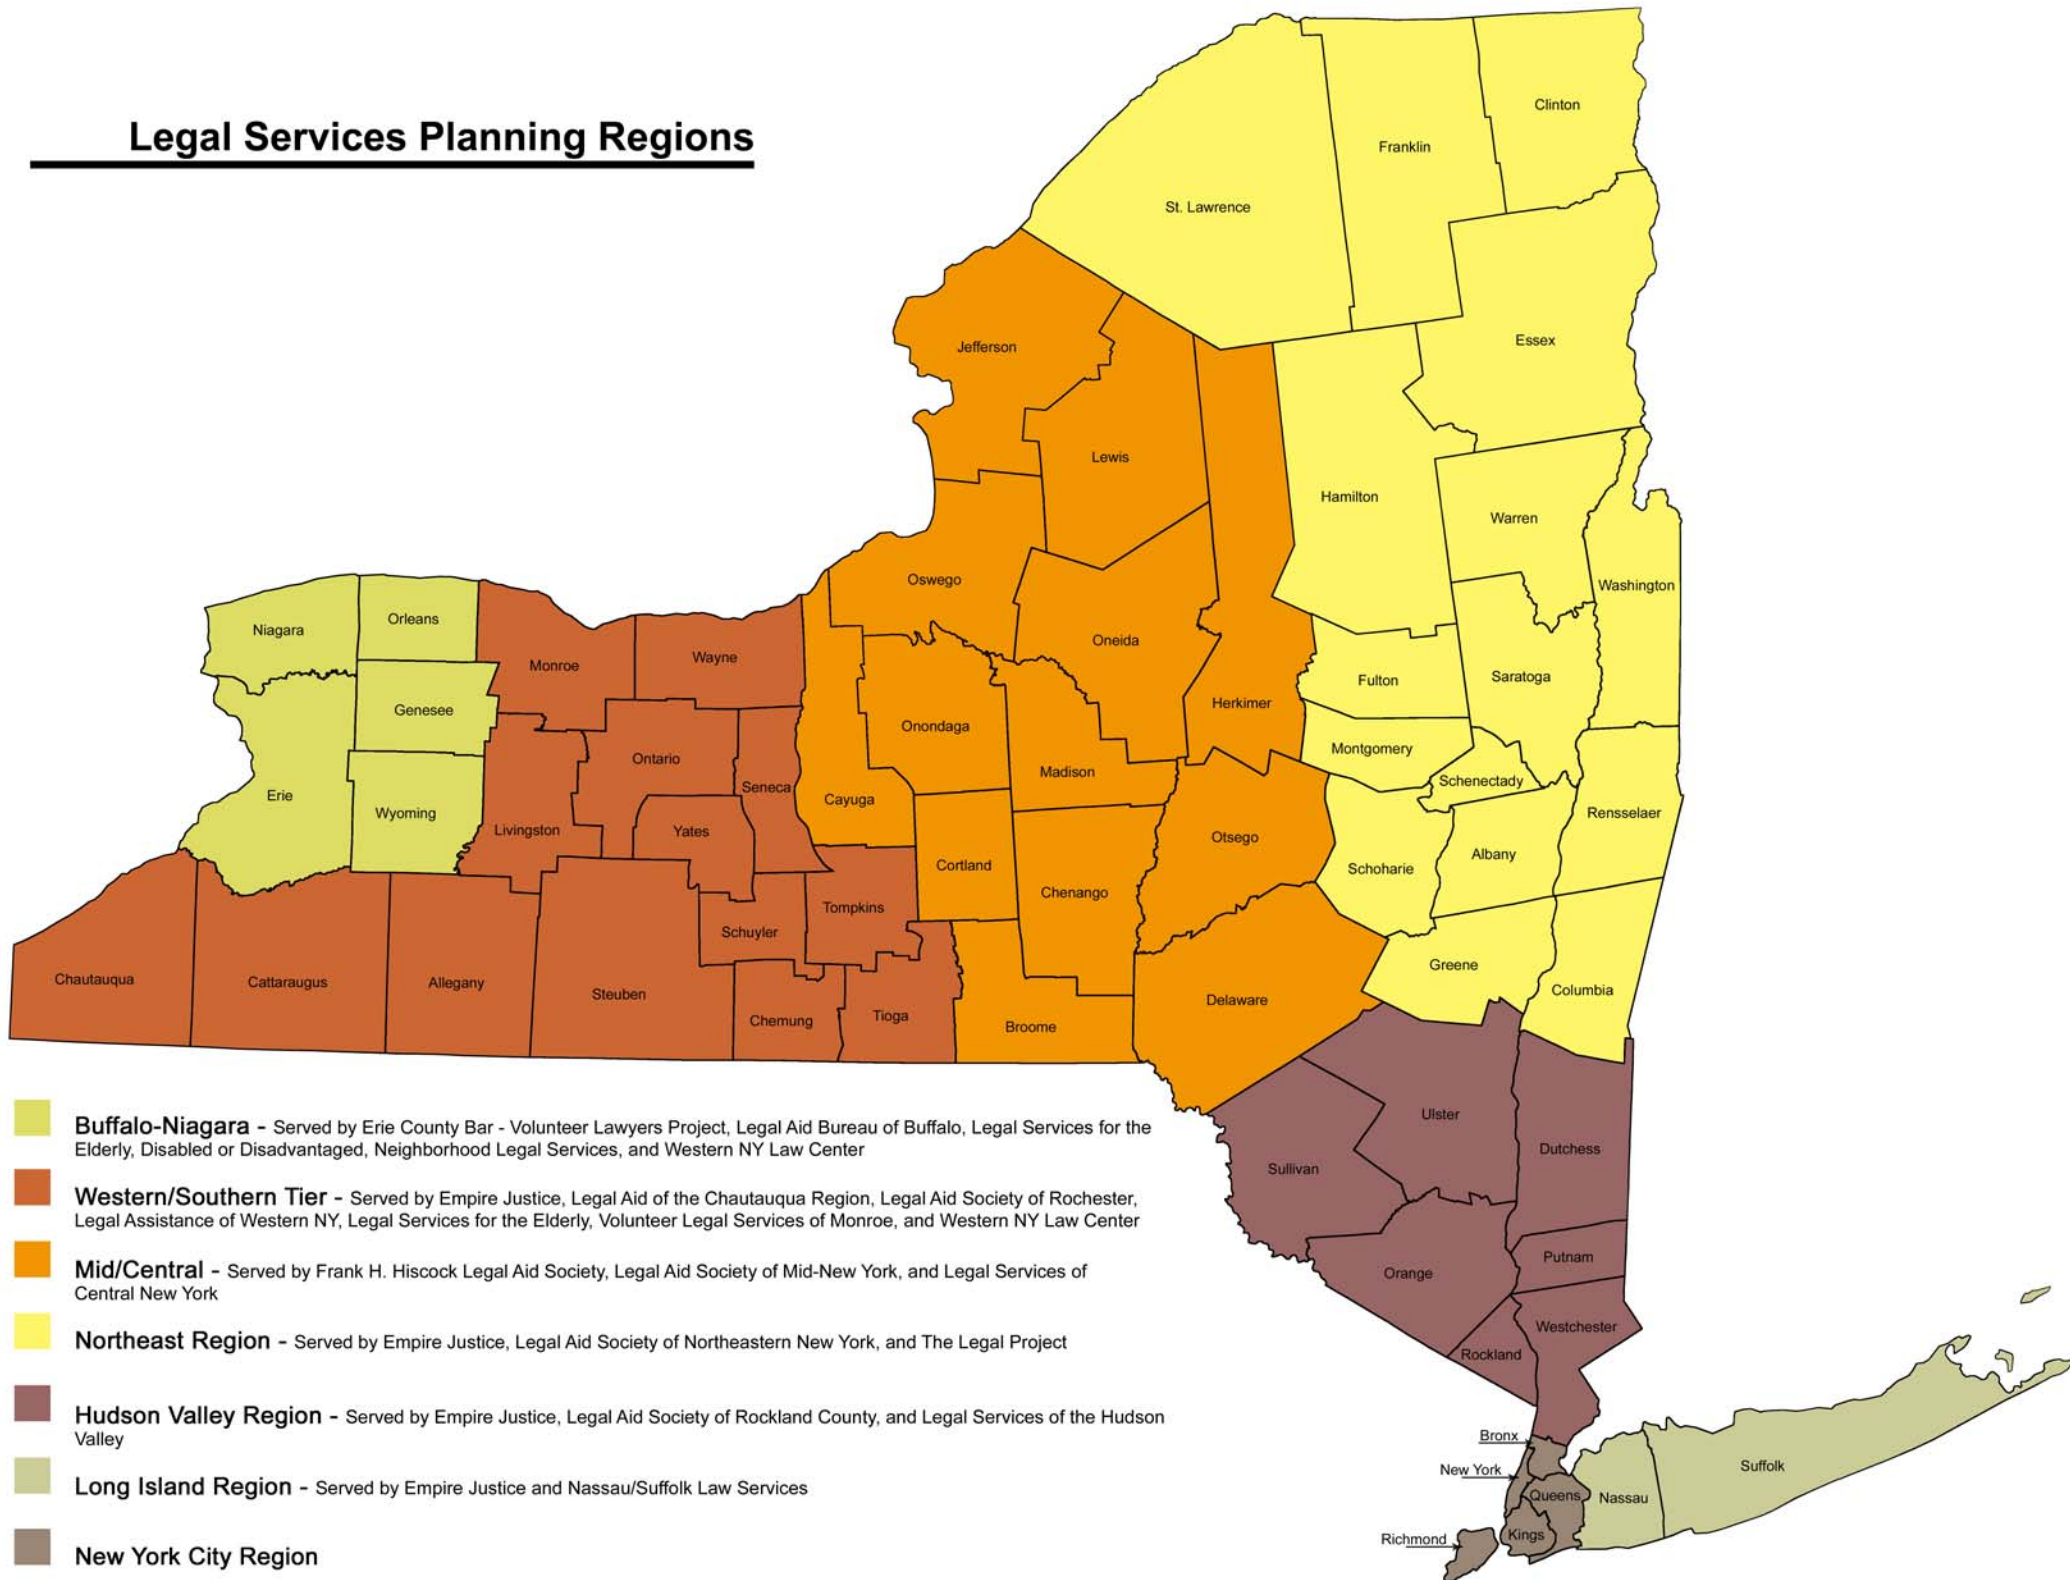 Legal Services Planning Regions
Clinton
Franklin
St. Lawrence
Essex
Jefferson
Lewis
Hamilton
Warren
Washington
Oswego
Oneida
Herkimer
Fulton
Saratoga
Montgomery
Schenectady
Niagara
Orleans
Monroe
Wayne
Genesee
Onondaga
Madison
Ontario
Seneca
Cayuga
Erie
Wyoming
Livingston
Yates
Otsego
Rensselaer
Albany
Schoharie
Cortland
Chenango
Tompkins
Schuyler
Greene
Columbia
Chautauqua
Cattaraugus
Allegany
Steuben
Chemung
Tioga
Broome
Delaware
Ulster
Dutchess
Sullivan
Putnam
Orange
Westchester
Rockland
Bronx
New York
Queens
Nassau
Suffolk
Kings
Richmond
Buffalo-Niagara - Served by Erie County Bar - Volunteer Lawyers Project, Legal Aid Bureau of Buffalo, Legal Services for the
Elderly, Disabled or Disadvantaged, Neighborhood Legal Services, and Western NY Law Center
Western/Southern Tier - Served by Empire Justice, Legal Aid of the Chautauqua Region, Legal Aid Society of Rochester,
Legal Assistance of Western NY, Legal Services for the Elderly, Volunteer Legal Services of Monroe, and Western NY Law Center
Mid/Central - Served by Frank H. Hiscock Legal Aid Society, Legal Aid Society of Mid-New York, and Legal Services of
Central New York
Northeast Region - Served by Empire Justice, Legal Aid Society of Northeastern New York, and The Legal Project
Hudson Valley Region - Served by Empire Justice, Legal Aid Society of Rockland County, and Legal Services of the Hudson
Valley
Long Island Region - Served by Empire Justice and Nassau/Suffolk Law Services
New York City Region